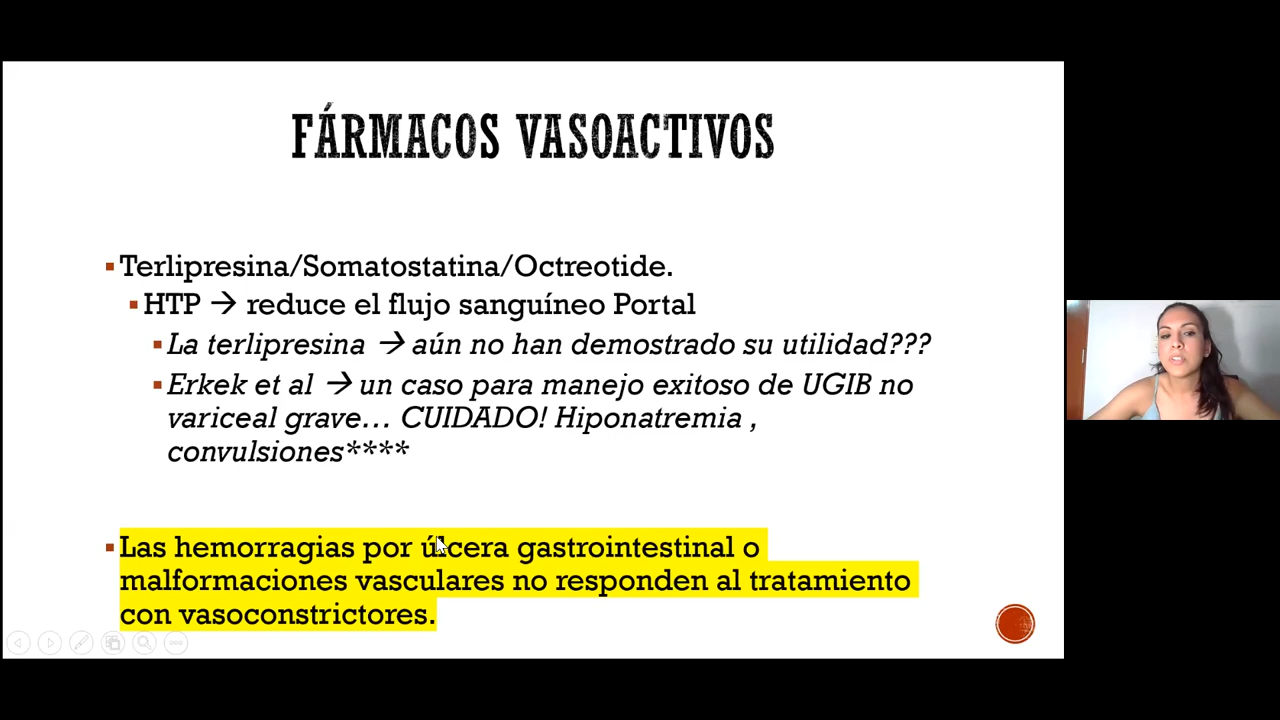 FÁRMACOS VASOACTIVOS
Terlipresina/Somatostatina/Octreotide.
HTP → reduce el flujo sanguíneo Portal
La terlipresina → aún no han demostrado su utilidad???
Erkek et al → un caso para manejo exitoso de UGIB no
variceal grave... CUIDADO! Hiponatremia ,
convulsiones****
Las hemorragias por úlcera gastrointestinal o
malformaciones vasculares no responden al tratamiento
con vasoconstrictores.